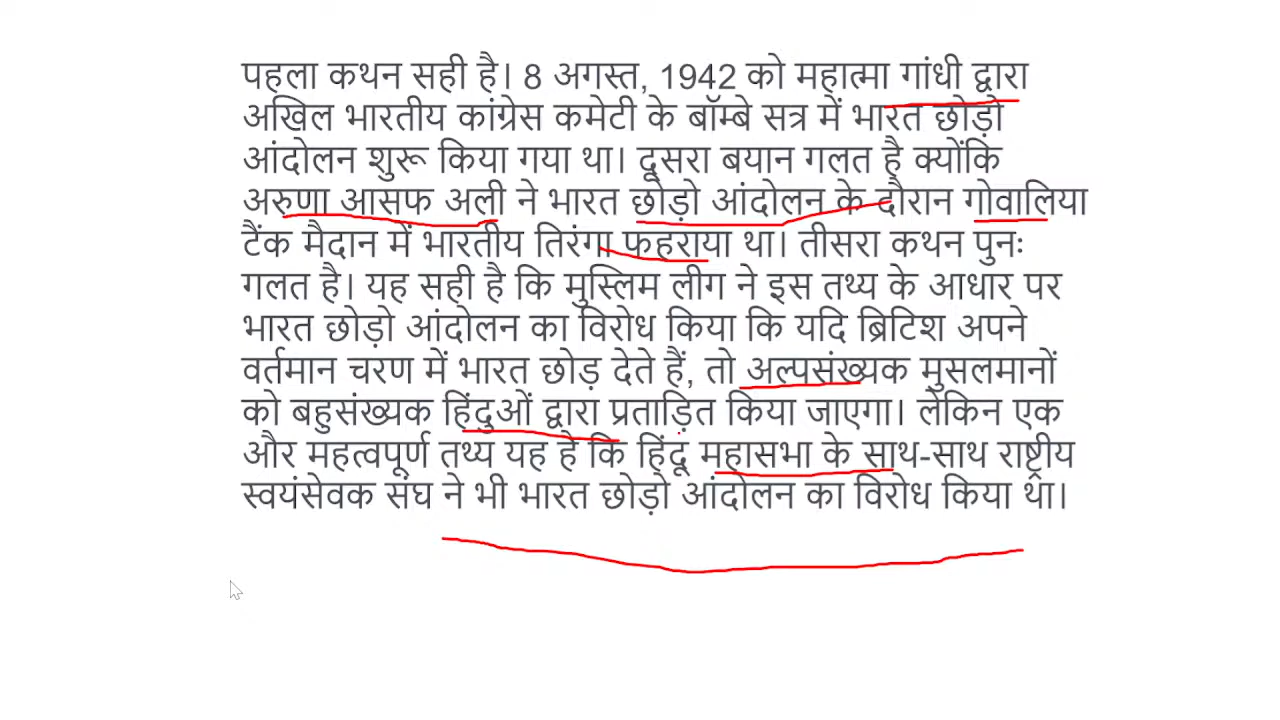 पहला कथन सही है। 8 अगस्त, 1942 को महात्मा गांधी द्वारा
अखिल भारतीय कांग्रेस कमेटी के बॉम्बे सत्र में भारत छोड़ो
आंदोलन शुरू किया गया था। दूसरा बयान गलत है क्योंकि
अरुणा आसफ अली ने भारत छोड़ो आंदोलन के दौरान गोवालिया
टैंक मैदान में भारतीय तिरंगा फहराया था। तीसरा कथन पुनः
गलत है। यह सही है कि मुस्लिम लीग ने इस तथ्य के आधार पर
भारत छोड़ो आंदोलन का विरोध किया कि यदि ब्रिटिश अपने
वर्तमान चरण में भारत छोड़ देते हैं, तो अल्पसंख्यक मुसलमानों
को बहुसंख्यक हिंदुओं द्वारा प्रताड़ित किया जाएगा। लेकिन एक
और महत्वपूर्ण तथ्य यह है कि हिंदू महासभा के साथ-साथ राष्ट्रीय
स्वयंसेवक संघ ने भी भारत छोड़ो आंदोलन का विरोध किया था।